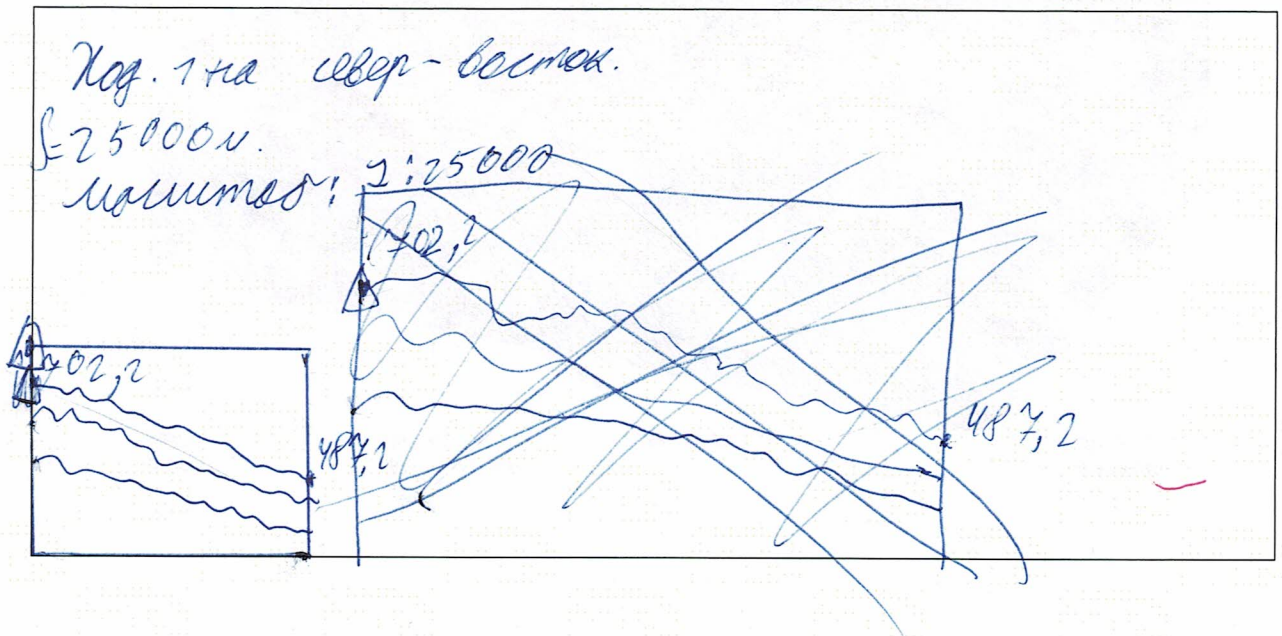 Ход. 1 на север-восток.
S=25000м.
масштаб: 1:25000
702,2
702,2
487,2
487,2